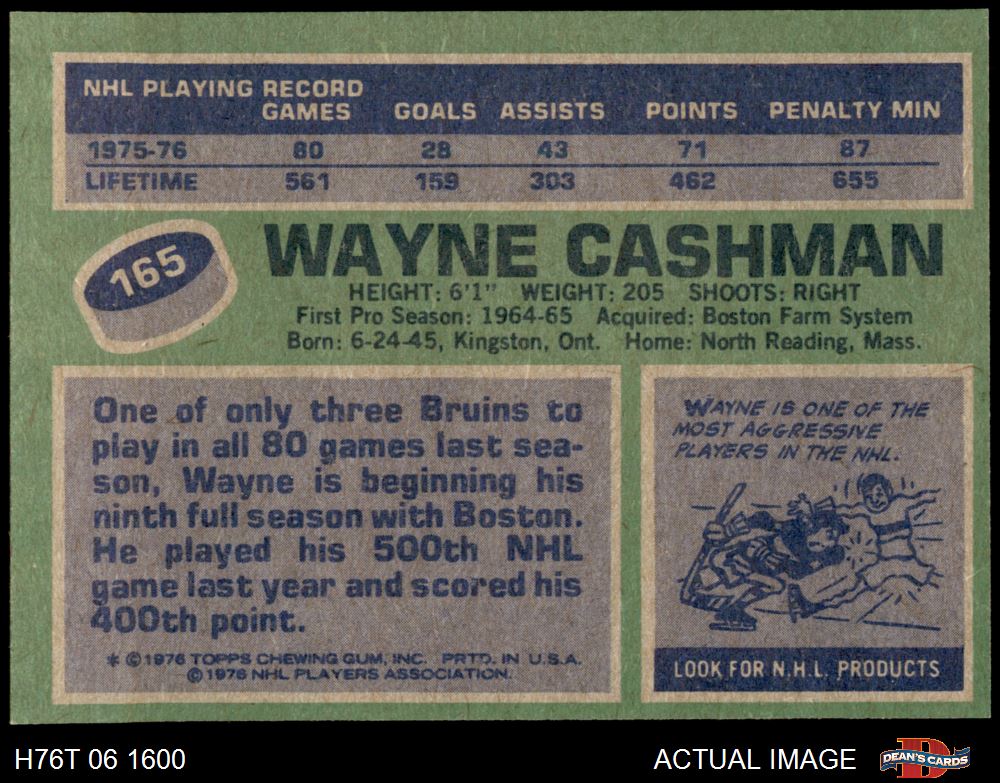 NHL PLAYING RECORD
GAMES GOALS ASSISTS POINTS PENALTY MIN
1975-76 80 28 43 71 87
LIFETIME 561 159 303 462 655
165
WAYNE CASHMAN
HEIGHT: 6'1" WEIGHT: 205 SHOOTS: RIGHT
First Pro Season: 1964-65 Acquired: Boston Farm System
Born: 6-24-45, Kingston, Ont. Home: North Reading, Mass.
One of only three Bruins to
play in all 80 games last sea-
son, Wayne is beginning his
ninth full season with Boston.
He played his 500th NHL
game last year and scored his
400th point.
* © 1976 TOPPS CHEWING GUM, INC. PRTD. IN U.S.A.
© 1976 NHL PLAYERS ASSOCIATION.
WAYNE IS ONE OF THE
MOST AGGRESSIVE
PLAYERS IN THE NHL.
LOOK FOR N.H.L. PRODUCTS
H76T 06 1600
ACTUAL IMAGE
D
DEAN'S CARDS